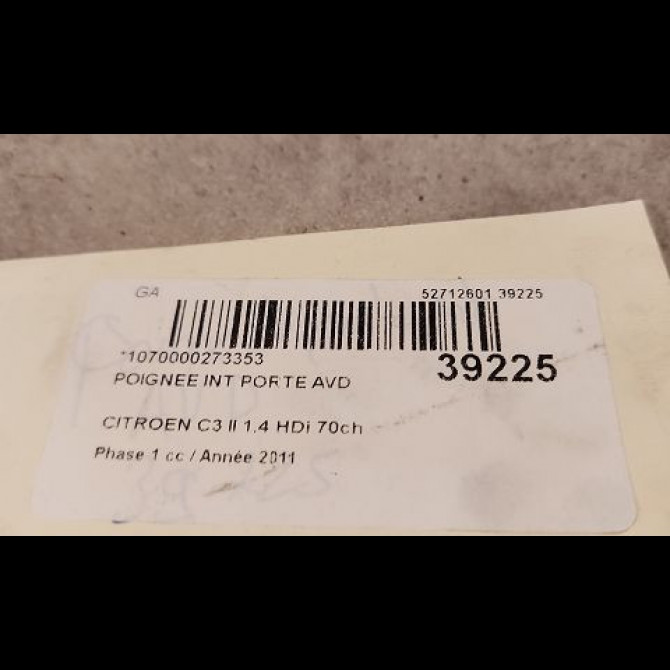 GA 52712601 39225
*1070000273353 39225
POIGNEE INT PORTE AVD
CITROEN C3 II 1.4 HDi 70ch
Phase 1 cc / Année 2011